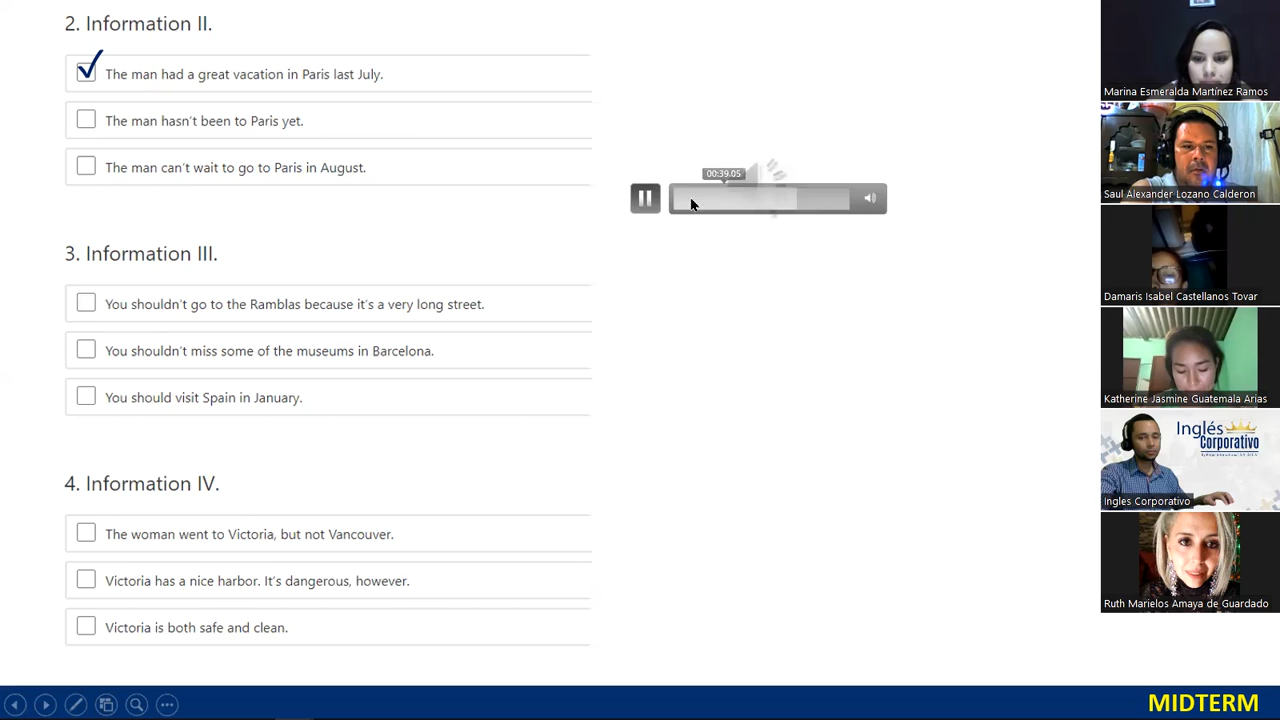 2. Information II.
The man had a great vacation in Paris last July.
The man hasn't been to Paris yet.
The man can't wait to go to Paris in August.
00:39.05
3. Information III.
You shouldn't go to the Ramblas because it's a very long street.
You shouldn't miss some of the museums in Barcelona.
You should visit Spain in January.
4. Information IV.
The woman went to Victoria, but not Vancouver.
Victoria has a nice harbor. It's dangerous, however.
Victoria is both safe and clean.
MIDTERM
Marina Esmeralda Martínez Ramos
Saul Alexander Lozano Calderon
Damaris Isabel Castellanos Tovar
Katherine Jasmine Guatemala Arias
Inglés
Corporativo
Ingles Corporativo
Ruth Marielos Amaya de Guardado